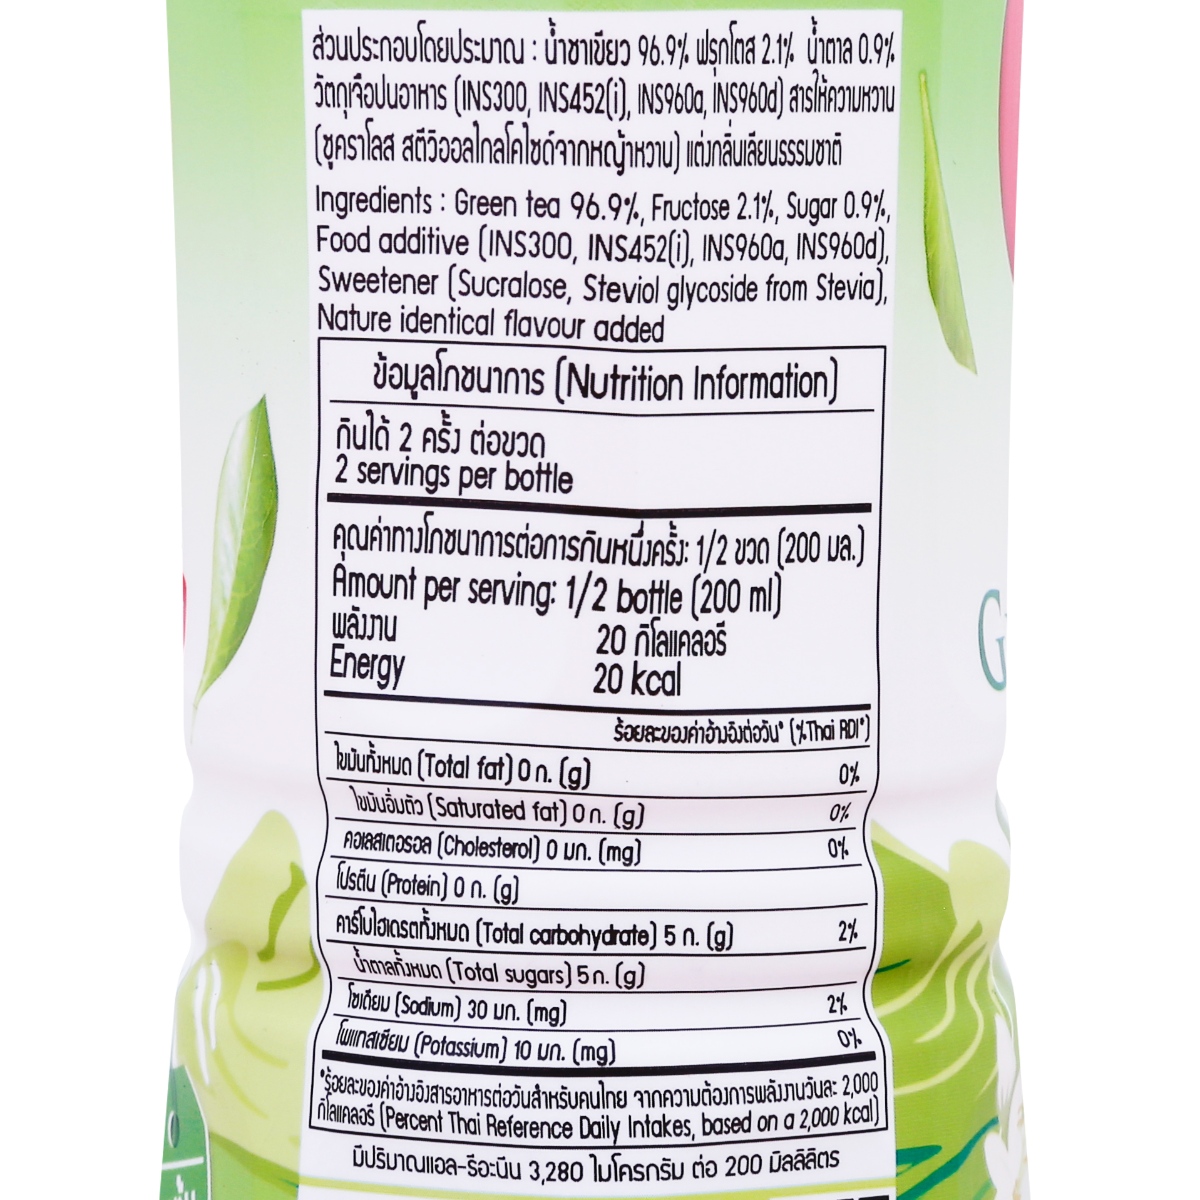 ส่วนประกอบโดยประมาณ : น้ำชาเขียว 96.9% ฟรุกโตส 2.1% น้ำตาล 0.9%
วัตถุเจือปนอาหาร (INS300, INS452(i), INS960a, INS960d) สารให้ความหวาน
(ซูคราโลส สตีวิออลไกลโคไซด์จากหญ้าหวาน) แต่งกลิ่นเลียนธรรมชาติ
Ingredients : Green tea 96.9%, Fructose 2.1%, Sugar 0.9%,
Food additive (INS300, INS452(i), INS960a, INS960d),
Sweetener (Sucralose, Steviol glycoside from Stevia),
Nature identical flavour added
ข้อมูลโภชนาการ (Nutrition Information)
กินได้ 2 ครั้ง ต่อขวด
2 servings per bottle
คุณค่าทางโภชนาการต่อการกินหนึ่งครั้ง: 1/2 ขวด (200 มล.)
Amount per serving: 1/2 bottle (200 ml)
พลังงาน 20 กิโลแคลอรี
Energy 20 kcal
ร้อยละของค่าอ้างอิงต่อวัน* (%Thai RDI*)
ไขมันทั้งหมด (Total fat) 0 ก. (g) 0%
ไขมันอิ่มตัว (Saturated fat) 0 ก. (g) 0%
คอเลสเตอรอล (Cholesterol) 0 มก. (mg) 0%
โปรตีน (Protein) 0 ก. (g)
คาร์โบไฮเดรตทั้งหมด (Total carbohydrate) 5 ก. (g) 2%
น้ำตาลทั้งหมด (Total sugars) 5 ก. (g)
โซเดียม (Sodium) 30 มก. (mg) 2%
โพแทสเซียม (Potassium) 10 มก. (mg) 0%
*ร้อยละของค่าอ้างอิงสารอาหารต่อวันสำหรับคนไทย จากความต้องการพลังงานวันละ 2,000
กิโลแคลอรี (Percent Thai Reference Daily Intakes, based on a 2,000 kcal)
มีปริมาณแอล-ธีอะนีน 3,280 ไมโครกรัม ต่อ 200 มิลลิลิตร